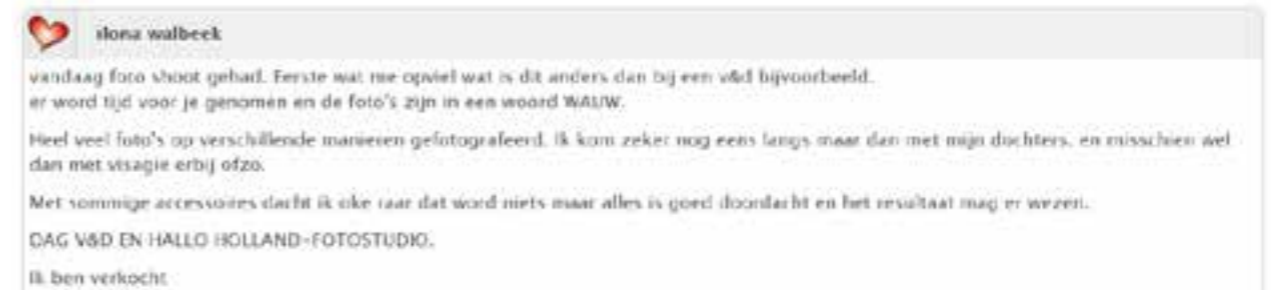 ilona walbeek
vandaag foto shoot gehad. Eerste wat me opviel wat is dit anders dan bij een v&d bijvoorbeeld.
er word tijd voor je genomen en de foto's zijn in een woord WAUW.
Heel veel foto's op verschillende manieren gefotografeerd. Ik kom zeker nog eens langs maar dan met mijn dochters. en misschien wel
dan met visagie erbij ofzo.
Met sommige accessoires dacht ik oke raar dat word niets maar alles is goed doordacht en het resultaat mag er wezen.
DAG V&D EN HALLO HOLLAND-FOTOSTUDIO.
Ik ben verkocht